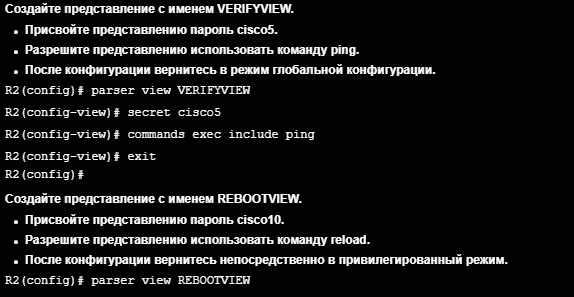 Создайте представление с именем VERIFYVIEW.
• Присвойте представлению пароль cisco5.
• Разрешите представлению использовать команду ping.
• После конфигурации вернитесь в режим глобальной конфигурации.
R2(config)# parser view VERIFYVIEW
R2(config-view)# secret cisco5
R2(config-view)# commands exec include ping
R2(config-view)# exit
R2(config)#
Создайте представление с именем REBOOTVIEW.
• Присвойте представлению пароль cisco10.
• Разрешите представлению использовать команду reload.
• После конфигурации вернитесь непосредственно в привилегированный режим.
R2(config)# parser view REBOOTVIEW